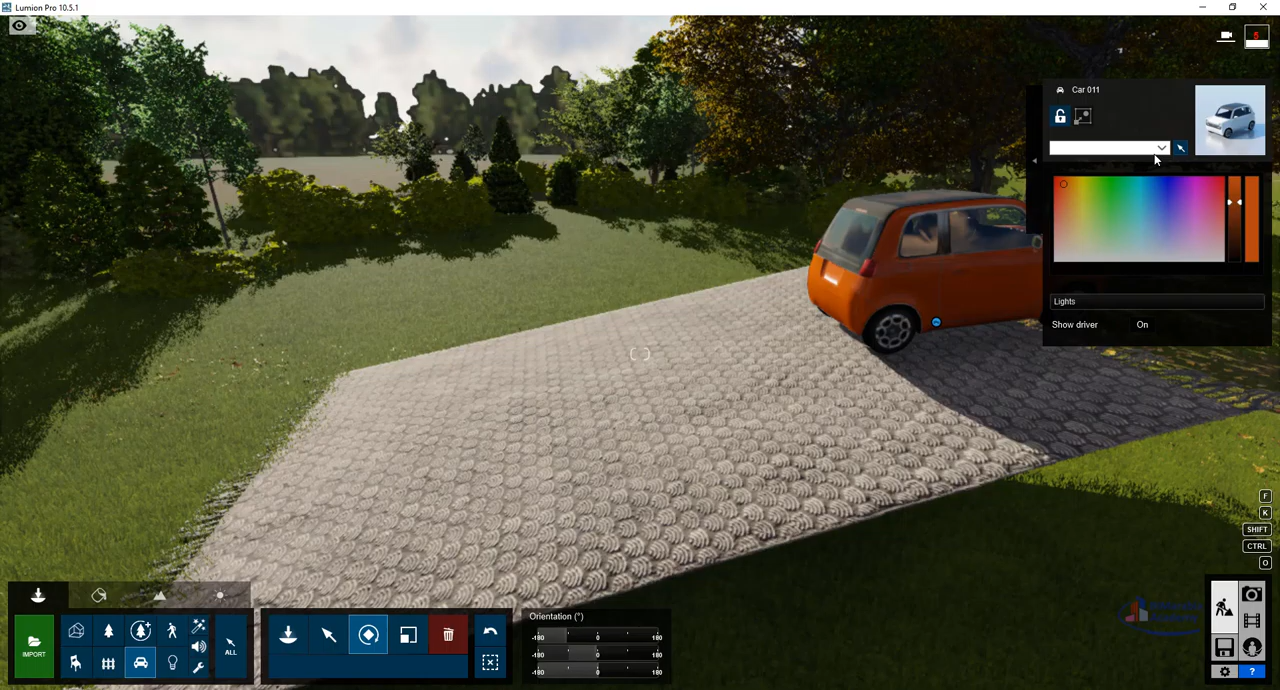 Lumion Pro 10.5.1
5
Car 011
Lights
Show driver On
F
K
SHIFT
CTRL
O
Orientation (°)
-180 0 180
-180 0 180
-180 0 180
IMPORT
ALL
?